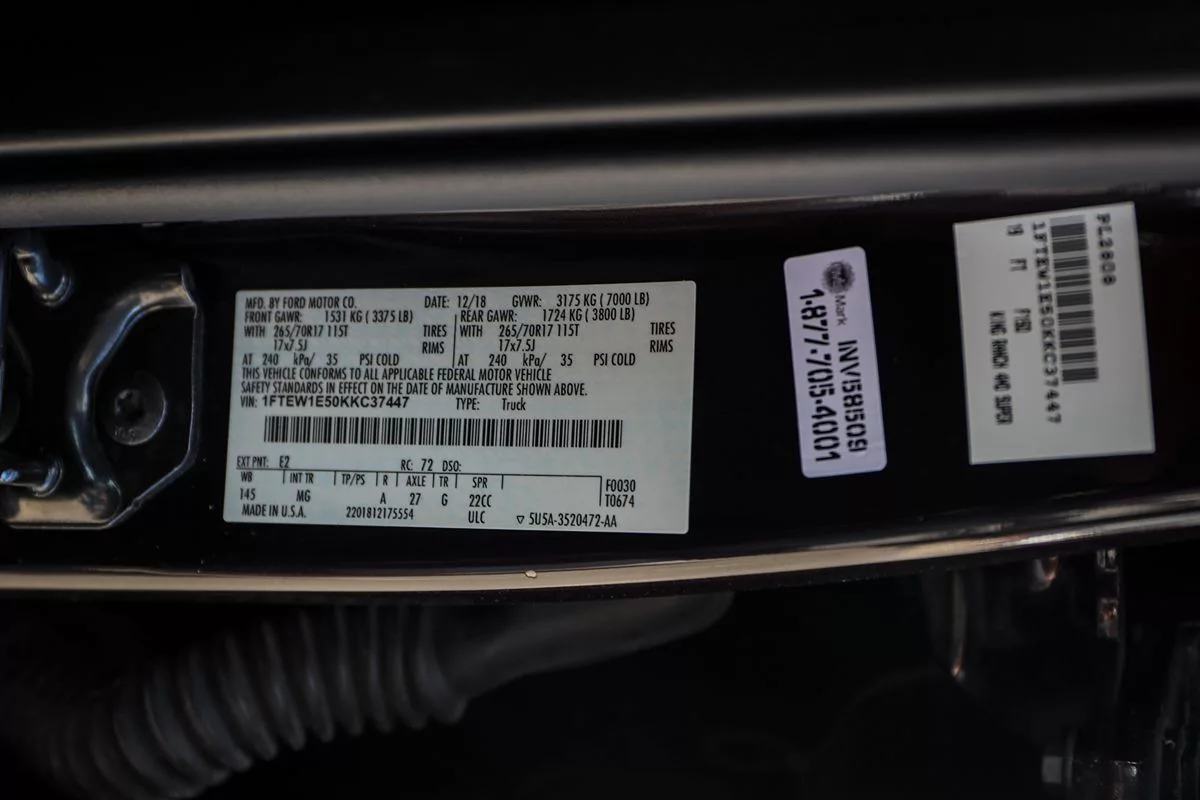 MFD. BY FORD MOTOR CO. DATE: 12/18 GVWR: 3175 KG ( 7000 LB)
FRONT GAWR: 1531 KG ( 3375 LB) REAR GAWR: 1724 KG ( 3800 LB)
WITH 265/70R17 115T TIRES WITH 265/70R17 115T TIRES
17x7.5J RIMS 17x7.5J RIMS
AT 240 kPa/ 35 PSI COLD AT 240 kPa/ 35 PSI COLD
THIS VEHICLE CONFORMS TO ALL APPLICABLE FEDERAL MOTOR VEHICLE
SAFETY STANDARDS IN EFFECT ON THE DATE OF MANUFACTURE SHOWN ABOVE.
VIN: 1FTEW1E50KKC37447 TYPE: Truck
EXT PNT: E2 RC: 72 DSO:
WB INT TR TP/PS R AXLE TR SPR F0030
145 MG A 27 G 22CC T0674
MADE IN U.S.A. 2201812175554 ULC ▽ 5U5A-3520472-AA
Mark
INV158509
1-877-705-4001
PL2808
1FTEW1E50KKC37447
19 FT F150
KING RANCH 4WD SUPER